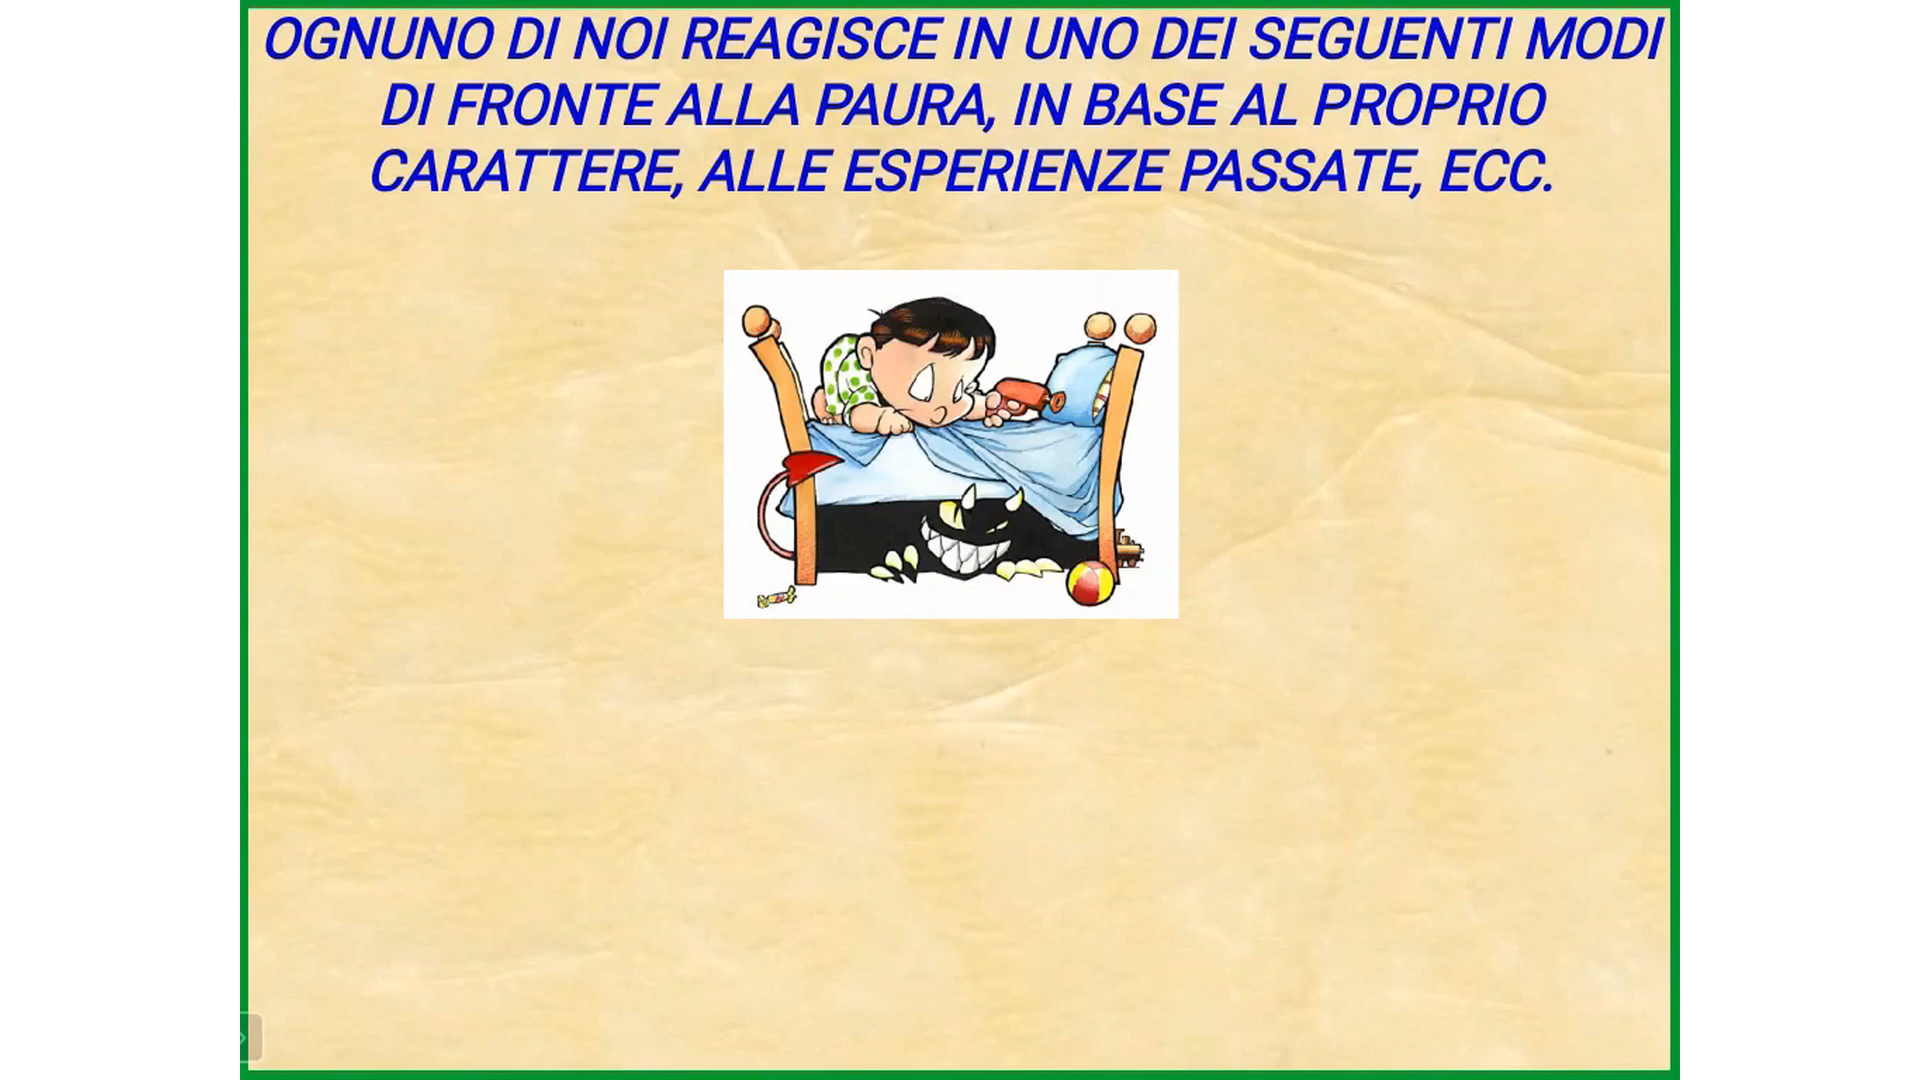 OGNUNO DI NOI REAGISCE IN UNO DEI SEGUENTI MODI
DI FRONTE ALLA PAURA, IN BASE AL PROPRIO
CARATTERE, ALLE ESPERIENZE PASSATE, ECC.